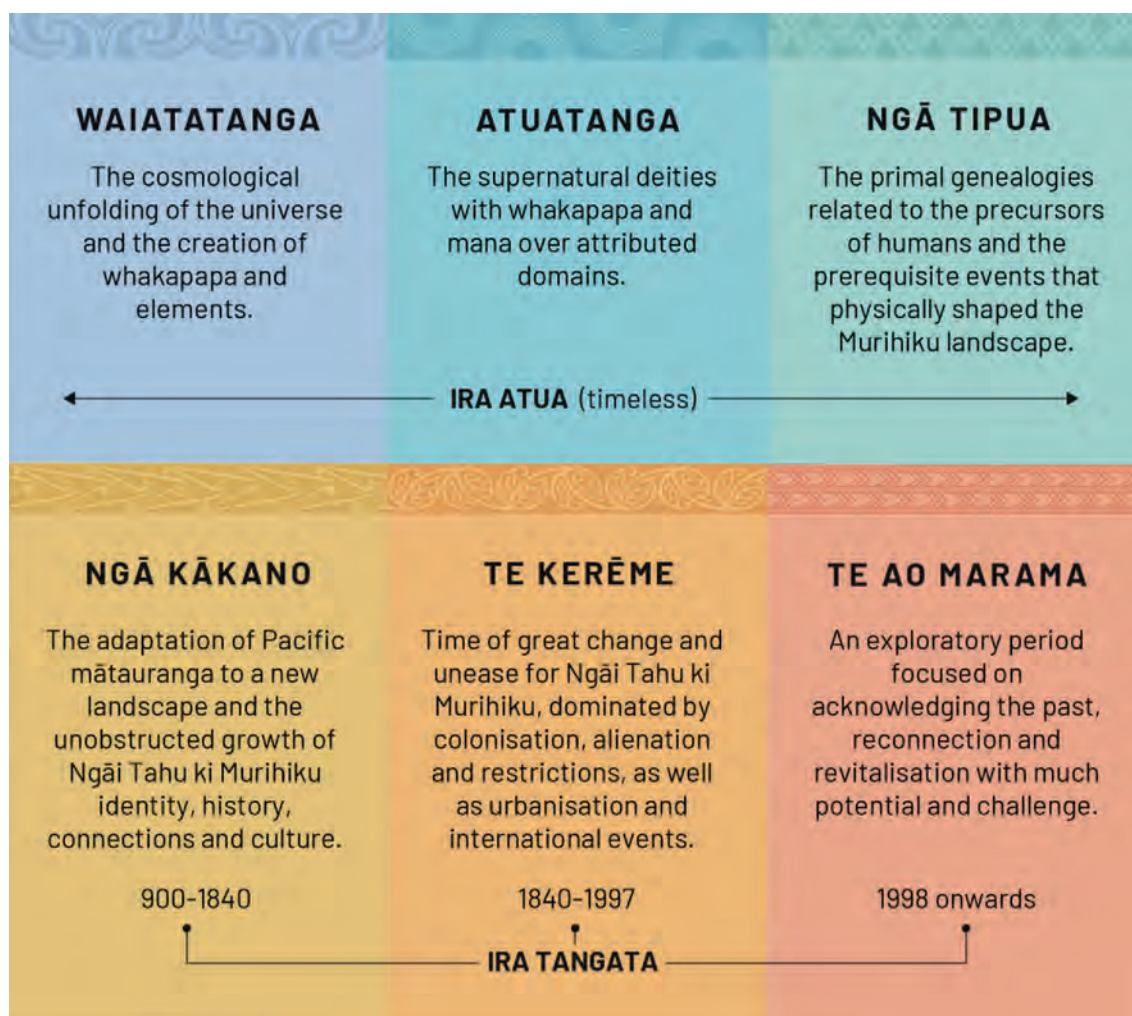 WAIATATANGA
The cosmological
unfolding of the universe
and the creation of
whakapapa and
elements.
ATUATANGA
The supernatural deities
with whakapapa and
mana over attributed
domains.
NGĀ TIPUA
The primal genealogies
related to the precursors
of humans and the
prerequisite events that
physically shaped the
Murihiku landscape.
IRA ATUA (timeless)
NGĀ KĀKANO
The adaptation of Pacific
mātauranga to a new
landscape and the
unobstructed growth of
Ngāi Tahu ki Murihiku
identity, history,
connections and culture.
900-1840
TE KERĒME
Time of great change and
unease for Ngāi Tahu ki
Murihiku, dominated by
colonisation, alienation
and restrictions, as well
as urbanisation and
international events.
1840-1997
TE AO MARAMA
An exploratory period
focused on
acknowledging the past,
reconnection and
revitalisation with much
potential and challenge.
1998 onwards
IRA TANGATA